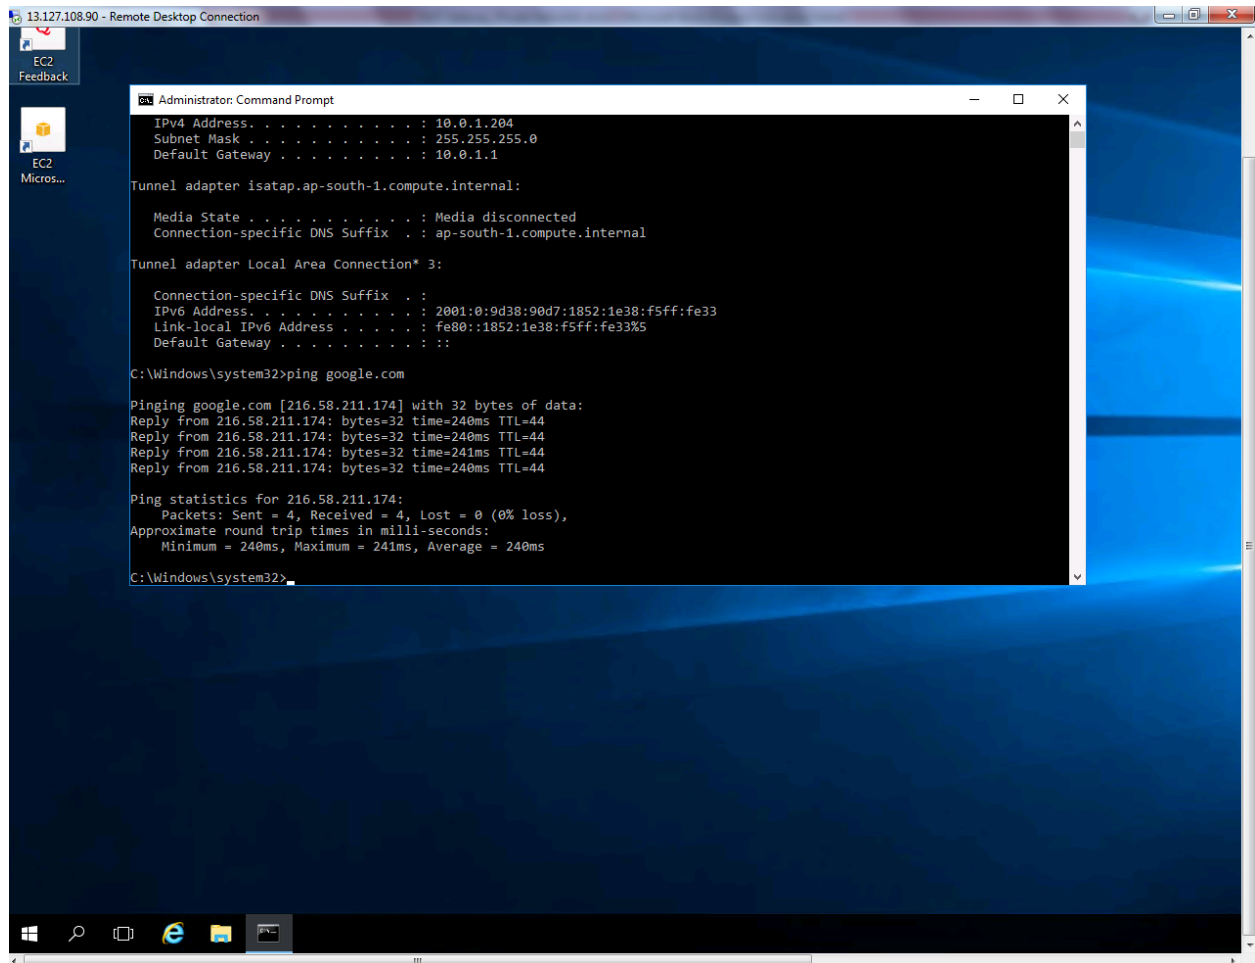 13.127.108.90 - Remote Desktop Connection
EC2
Feedback
EC2
Micros...
Administrator: Command Prompt
IPv4 Address. . . . . . . . . . . : 10.0.1.204
Subnet Mask . . . . . . . . . . . : 255.255.255.0
Default Gateway . . . . . . . . . : 10.0.1.1
Tunnel adapter isatap.ap-south-1.compute.internal:
Media State . . . . . . . . . . . : Media disconnected
Connection-specific DNS Suffix  . : ap-south-1.compute.internal
Tunnel adapter Local Area Connection* 3:
Connection-specific DNS Suffix  . :
IPv6 Address. . . . . . . . . . . : 2001:0:9d38:90d7:1852:1e38:f5ff:fe33
Link-local IPv6 Address . . . . . : fe80::1852:1e38:f5ff:fe33%5
Default Gateway . . . . . . . . . : ::
C:\Windows\system32>ping google.com
Pinging google.com [216.58.211.174] with 32 bytes of data:
Reply from 216.58.211.174: bytes=32 time=240ms TTL=44
Reply from 216.58.211.174: bytes=32 time=240ms TTL=44
Reply from 216.58.211.174: bytes=32 time=241ms TTL=44
Reply from 216.58.211.174: bytes=32 time=240ms TTL=44
Ping statistics for 216.58.211.174:
Packets: Sent = 4, Received = 4, Lost = 0 (0% loss),
Approximate round trip times in milli-seconds:
Minimum = 240ms, Maximum = 241ms, Average = 240ms
C:\Windows\system32>